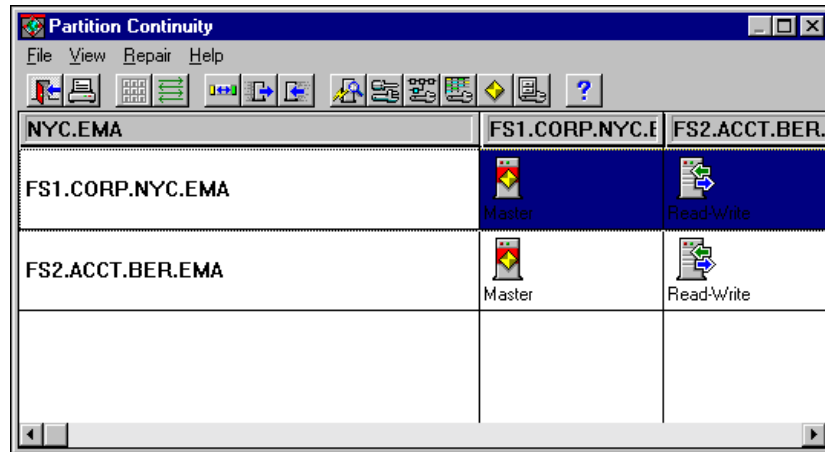 Partition Continuity
File View Repair Help
?
NYC.EMA FS1.CORP.NYC.E FS2.ACCT.BER.
FS1.CORP.NYC.EMA Master Read-Write
FS2.ACCT.BER.EMA Master Read-Write